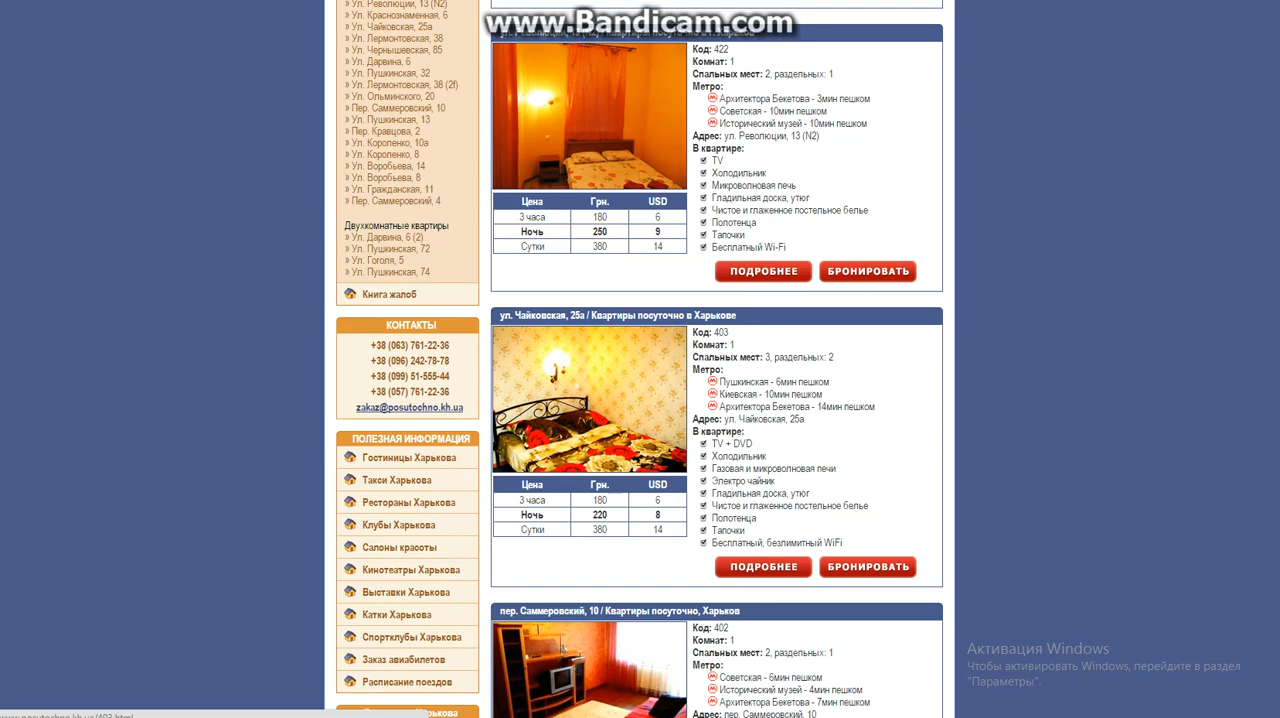 » Ул. Революции, 13 (N2)
» Ул. Краснознаменная, 6
» Ул. Чайковская, 25а
» Ул. Лермонтовская, 38
» Ул. Чернышевская, 85
» Ул. Дарвина, 6
» Ул. Пушкинская, 32
» Ул. Лермонтовская, 38 (2f)
» Ул. Ольминского, 20
» Пер. Саммеровский, 10
» Ул. Пушкинская, 13
» Пер. Кравцова, 2
» Ул. Короленко, 10а
» Ул. Короленко, 8
» Ул. Воробьева, 14
» Ул. Воробьева, 8
» Ул. Гражданская, 11
» Пер. Саммеровский, 4
Двухкомнатные квартиры
» Ул. Дарвина, 6 (2)
» Ул. Пушкинская, 72
» Ул. Гоголя, 5
» Ул. Пушкинская, 74
Книга жалоб
КОНТАКТЫ
+38 (063) 761-22-36
+38 (096) 242-78-78
+38 (099) 51-555-44
+38 (057) 761-22-36
zakaz@posutochno.kh.ua
ПОЛЕЗНАЯ ИНФОРМАЦИЯ
Гостиницы Харькова
Такси Харькова
Рестораны Харькова
Клубы Харькова
Салоны красоты
Кинотеатры Харькова
Выставки Харькова
Катки Харькова
Спортклубы Харькова
Заказ авиабилетов
Расписание поездов
www.Bandicam.com
Код: 422
Комнат: 1
Спальных мест: 2, раздельных: 1
Метро:
Архитектора Бекетова - 3мин пешком
Советская - 10мин пешком
Исторический музей - 10мин пешком
Адрес: ул. Революции, 13 (N2)
В квартире:
TV
Холодильник
Микроволновая печь
Гладильная доска, утюг
Чистое и глаженное постельное белье
Полотенца
Тапочки
Бесплатный Wi-Fi
Цена Грн. USD
3 часа 180 6
Ночь 250 9
Сутки 380 14
ПОДРОБНЕЕ БРОНИРОВАТЬ
ул. Чайковская, 25а / Квартиры посуточно в Харькове
Код: 403
Комнат: 1
Спальных мест: 3, раздельных: 2
Метро:
Пушкинская - 6мин пешком
Киевская - 10мин пешком
Архитектора Бекетова - 14мин пешком
Адрес: ул. Чайковская, 25а
В квартире:
TV + DVD
Холодильник
Газовая и микроволновая печи
Электро чайник
Гладильная доска, утюг
Чистое и глаженное постельное белье
Полотенца
Тапочки
Бесплатный, безлимитный WiFi
Цена Грн. USD
3 часа 180 6
Ночь 220 8
Сутки 380 14
ПОДРОБНЕЕ БРОНИРОВАТЬ
пер. Саммеровский, 10 / Квартиры посуточно, Харьков
Код: 402
Комнат: 1
Спальных мест: 2, раздельных: 1
Метро:
Советская - 6мин пешком
Исторический музей - 4мин пешком
Архитектора Бекетова - 7мин пешком
Адрес: пер. Саммеровский, 10
Активация Windows
Чтобы активировать Windows, перейдите в раздел
"Параметры".